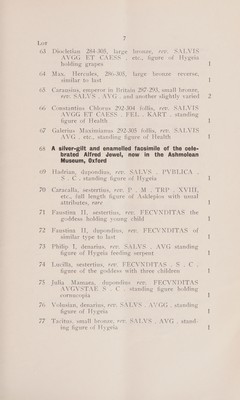 7
Lot
63 Diocletian 284-305, large bronze, rev. SALVIS
AVGG ET CAESS . etc., figure of Hygeia
holding grapes 1
64 Max. Hercules, 286-305, large bronze reverse,
similar to last 1
65 Carausius, emperor in Britain 287-293, small bronze,
rev. SALVS . AVG . and another slightly varied 2
66 Constantius Chlorus 292-304 follis, rev. SALVIS
AVGG ET CAESS . FEL . KART . standing
figure of Health 1
67 Galerius Maximianus 292-305 follis, rev. SALVIS
AVG . etc., standing figure of Health 1
68 A silver-gilt and enamelled facsimile of the cele-
brated Alfred Jewel, now in the Ashmolean
Museum, Oxford
69 Hadrian, dupondius, rev. SALVS . PVBLICA .
S . C . standing figure of Hygeia 1
70 Caracalla, sestertius, rev. P . M . TRP . XVIII,
etc., full length figure of Asklepios with usual
attributes, rare 1
71 Faustina II, sestertius, rev. FECVNDITAS the
goddess holding young child 1
72 Faustina II, dupondius, rev. FECVNDITAS of
similar type to last 1
73 Philip I, denarius, rev. SALVS . AVG standing
figure of Hygeia feeding serpent 1
74 Lucilla, sestertius, rev. FECVNDITAS . S . C .
figure of the goddess with three children 1
75 Julia Mamaea, dupondius rev. FECVNDITAS
AVGVSTAE S . C . standing figure holding
cornucopia 1
76 Volusian, denarius, rev. SALVS . AVGG . standing
figure of Hygeia 1
77 Tacitus, small bronze, rev. SALVS . AVG . stand-
ing figure of Hygeia 1